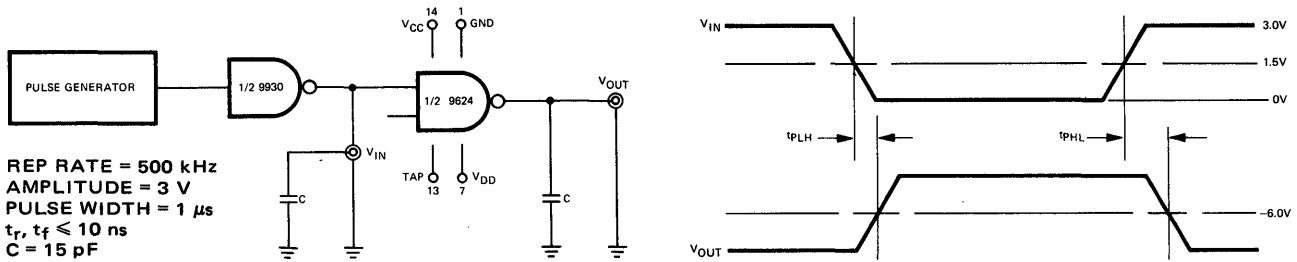 14
VCC
1
GND
PULSE GENERATOR
1/2 9930
1/2 9624
VOUT
VIN
C
TAP
13
7
VDD
C
REP RATE = 500 kHz
AMPLITUDE = 3 V
PULSE WIDTH = 1 μs
tr, tf ≤ 10 ns
C = 15 pF
VIN
3.0V
1.5V
0V
tPLH
tPHL
–6.0V
VOUT